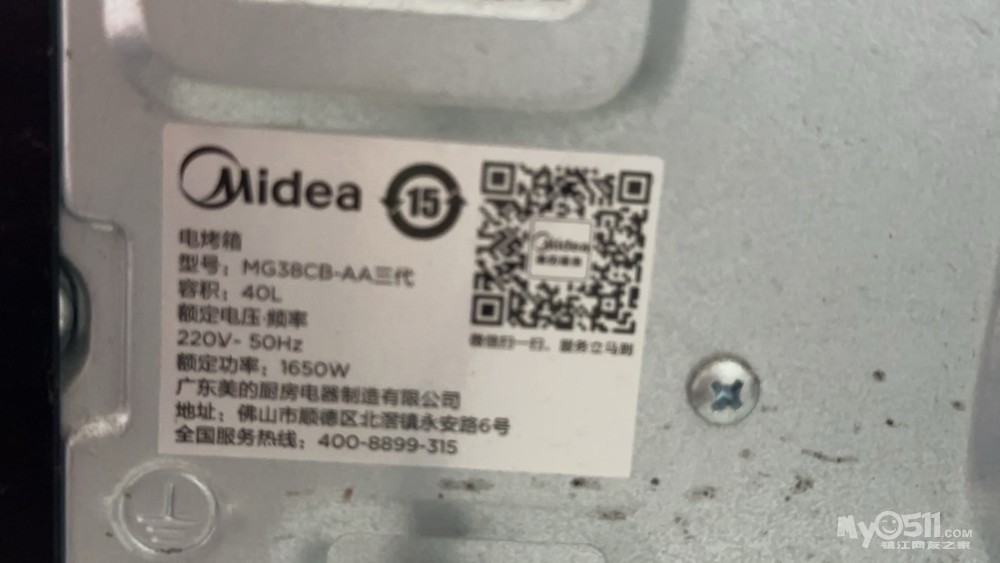 Midea
15
电烤箱
型号：MG38CB-AA三代
容积：40L
额定电压·频率
220V~ 50Hz
额定功率：1650W
广东美的厨房电器制造有限公司
地址：佛山市顺德区北滘镇永安路6号
全国服务热线：400-8899-315
Midea
微信扫一扫，服务立马到
My0511.COM
镇江网友之家